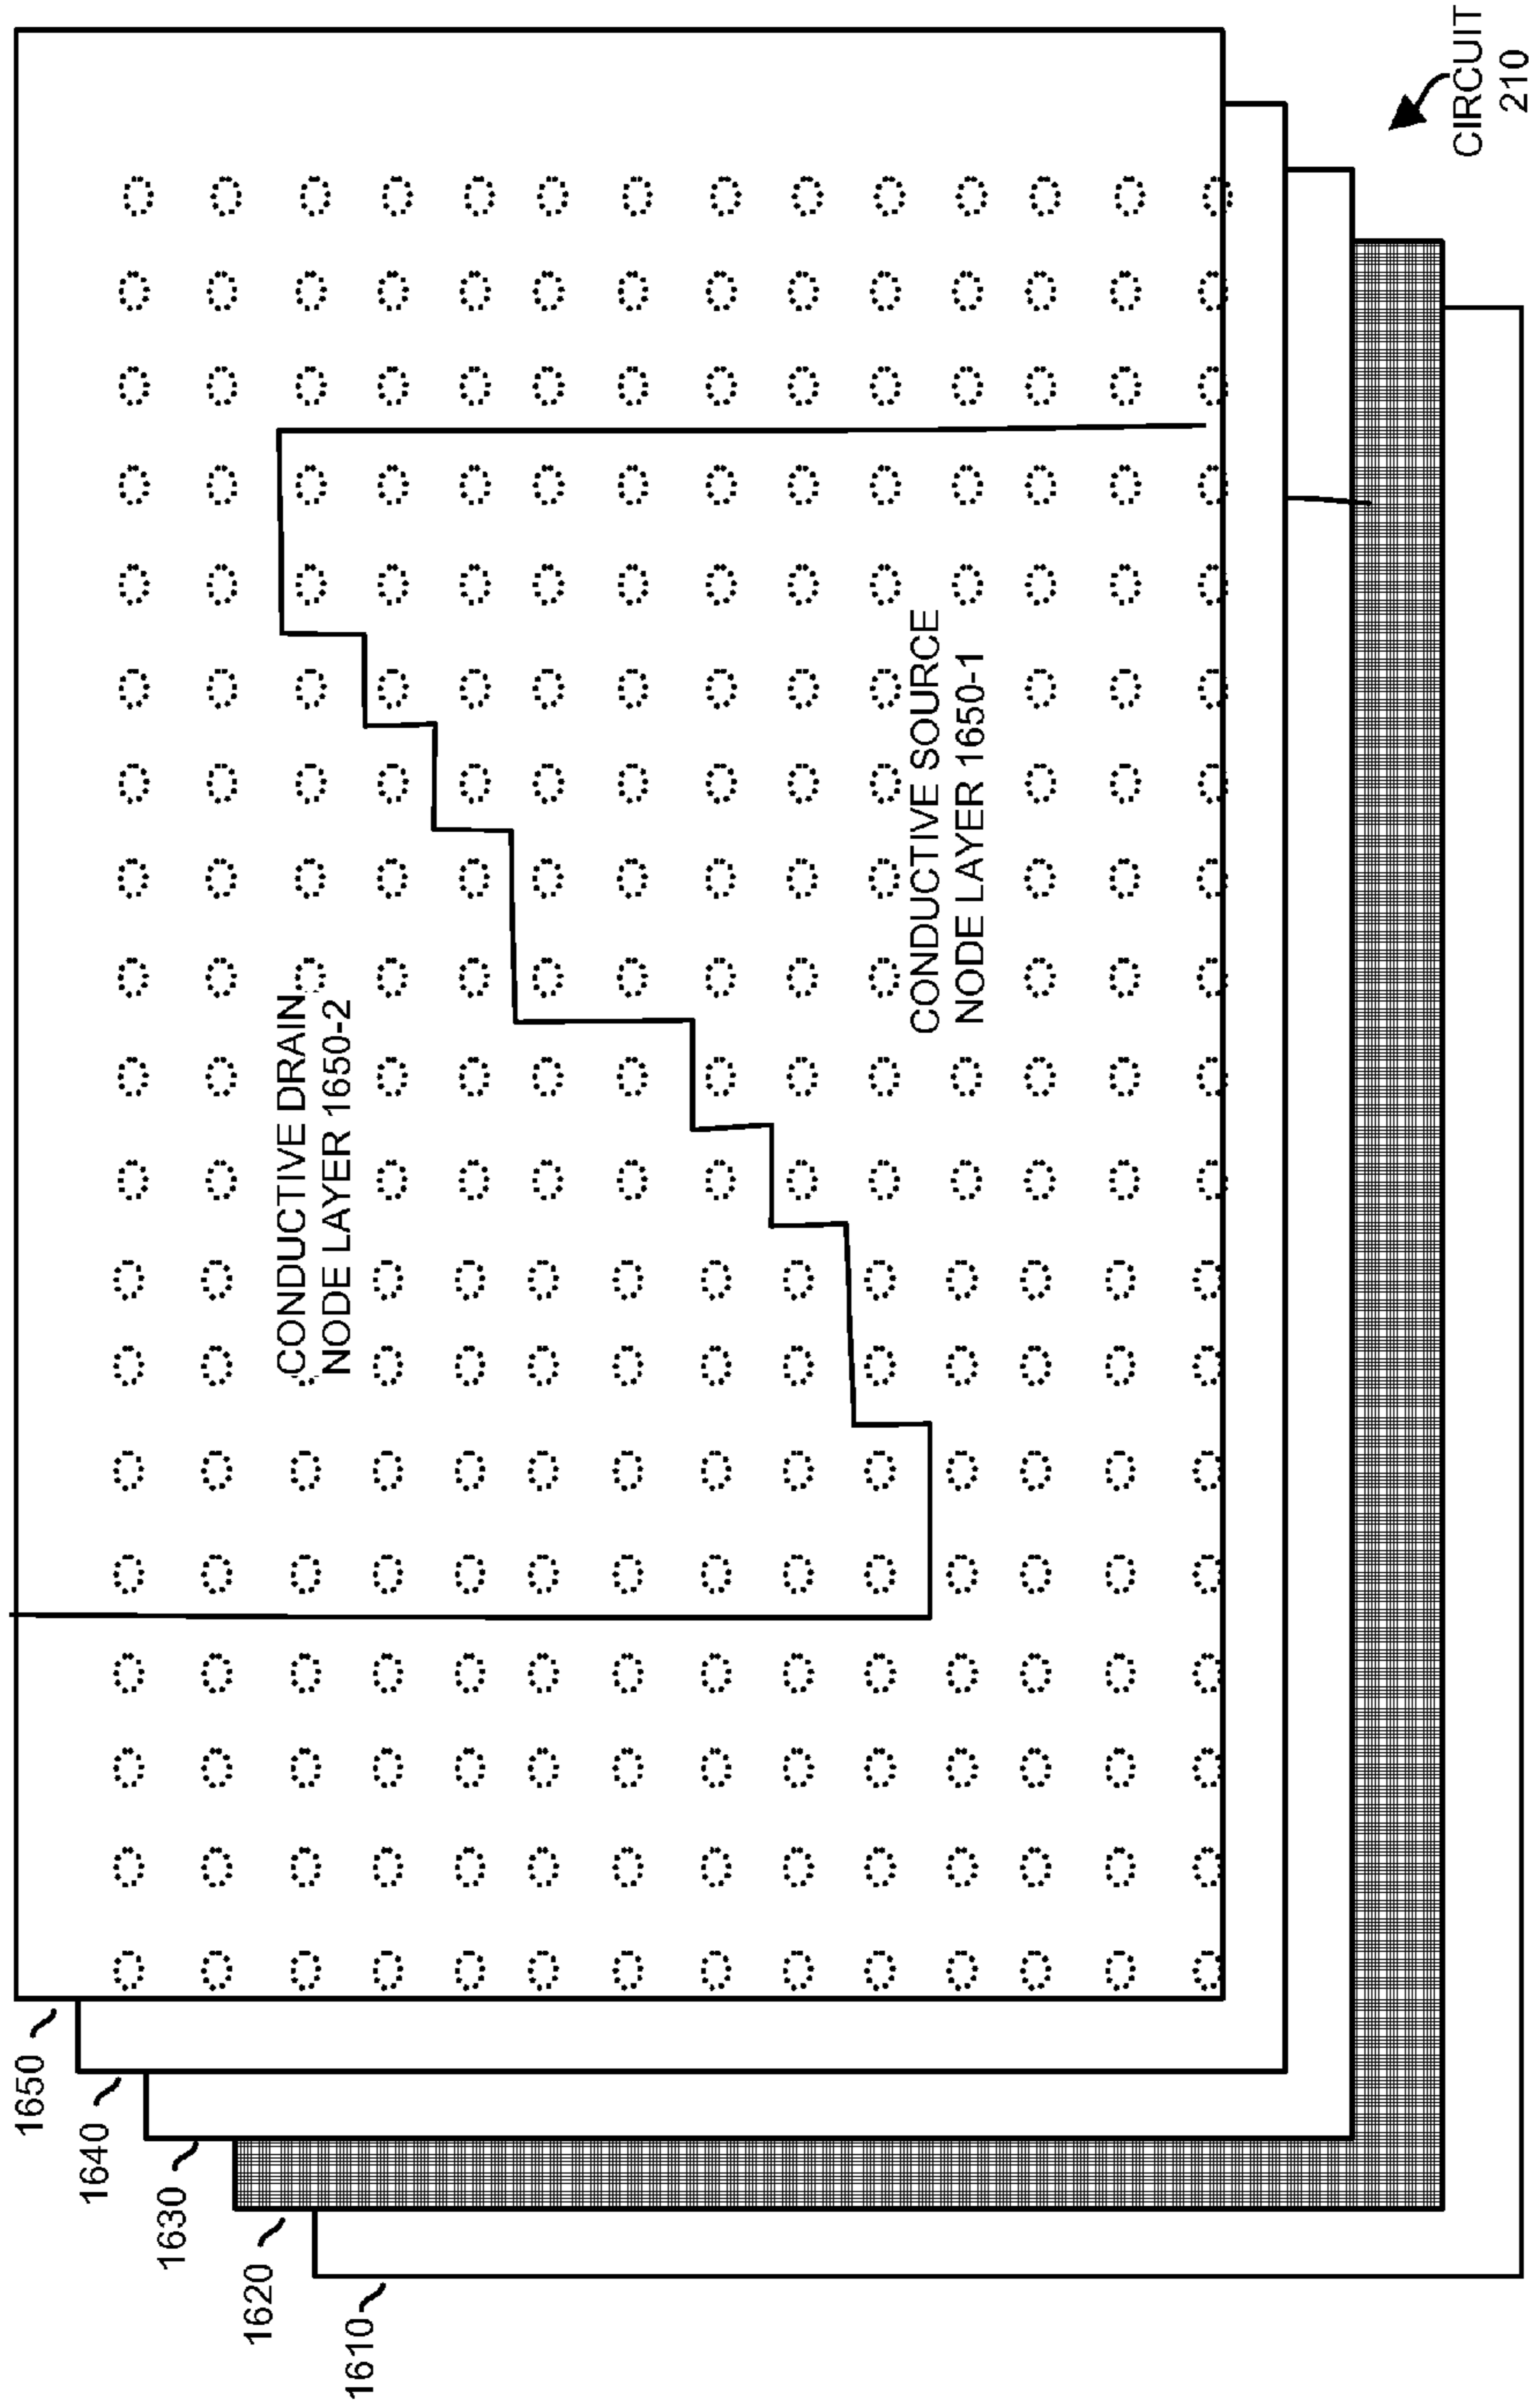 1650
1640
1630
1620
1610
CONDUCTIVE DRAIN
NODE LAYER 1650-2
CONDUCTIVE SOURCE
NODE LAYER 1650-1
CIRCUIT
210